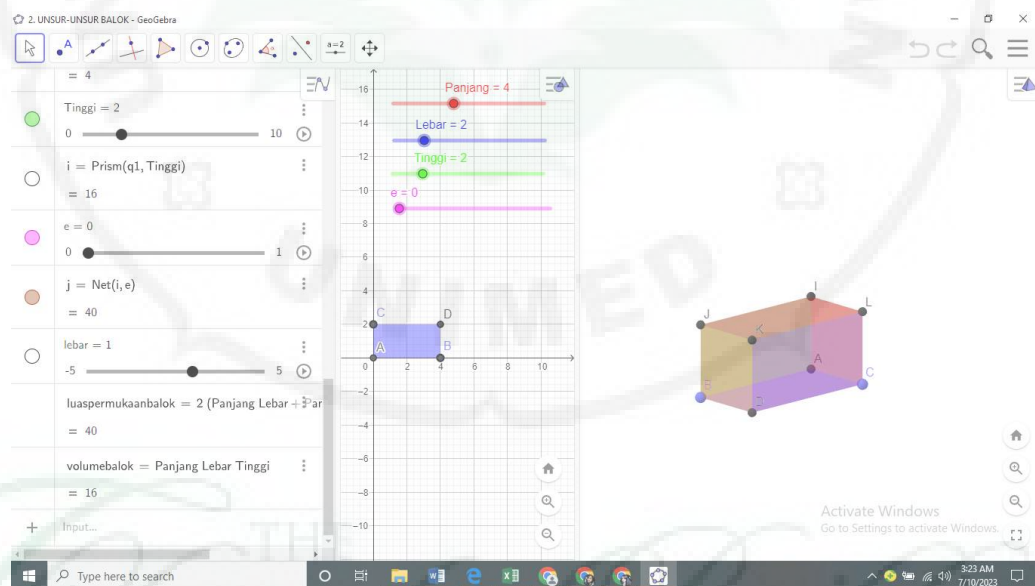 2. UNSUR-UNSUR BALOK - GeoGebra
A
a=2
= 4
Tinggi = 2
0
10
i = Prism(q1, Tinggi)
= 16
e = 0
0
1
j = Net(i, e)
= 40
lebar = 1
-5
5
luaspermukaanbalok = 2 (Panjang Lebar + Par
= 40
volumebalok = Panjang Lebar Tinggi
= 16
Input...
Panjang = 4
Lebar = 2
Tinggi = 2
e = 0
16
14
12
10
8
6
4
2
0
2
4
6
8
10
-2
-4
-6
-8
-10
C
D
A
B
I
J
L
K
A
C
B
D
UNIMED
TH
Activate Windows
Go to Settings to activate Windows.
Type here to search
3:23 AM
7/10/2023